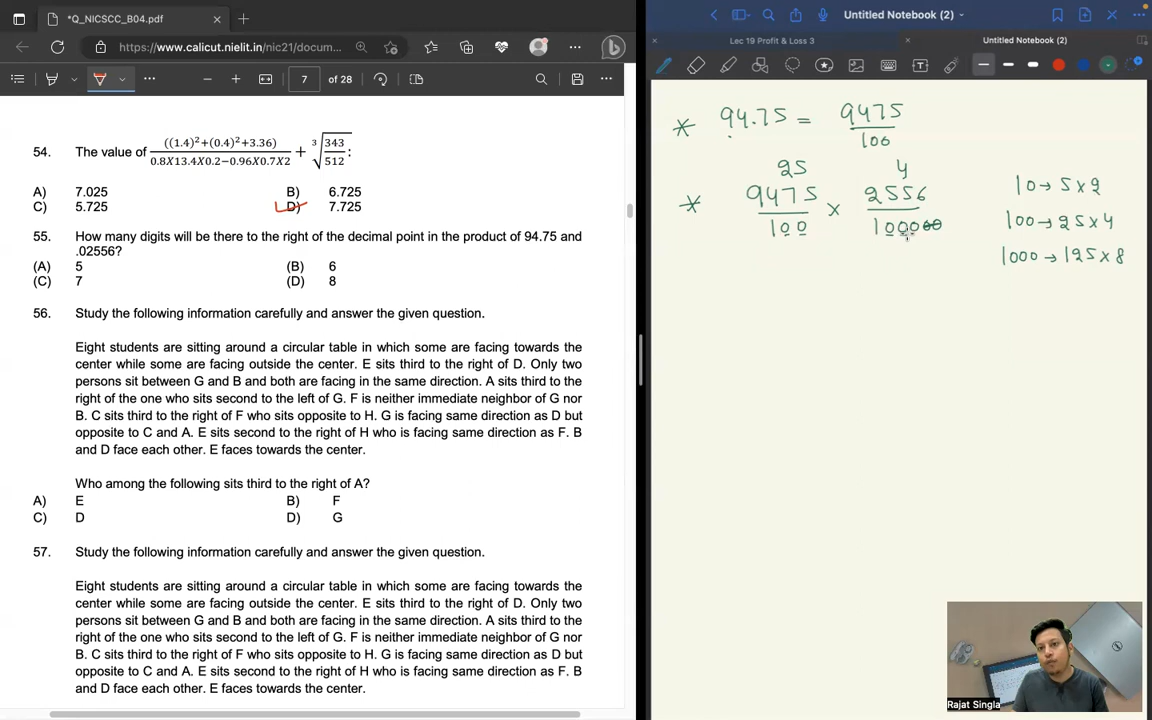 *Q_NICSCC_B04.pdf
https://www.calicut.nielit.in/nic21/docum...
7 of 28
54. The value of ((1.4)²+(0.4)²+3.36) / 0.8X13.4X0.2−0.96X0.7X2 + ³√343/512 :
A) 7.025 B) 6.725
C) 5.725 D) 7.725
55. How many digits will be there to the right of the decimal point in the product of 94.75 and
.02556?
(A) 5 (B) 6
(C) 7 (D) 8
56. Study the following information carefully and answer the given question.
Eight students are sitting around a circular table in which some are facing towards the
center while some are facing outside the center. E sits third to the right of D. Only two
persons sit between G and B and both are facing in the same direction. A sits third to the
right of the one who sits second to the left of G. F is neither immediate neighbor of G nor
B. C sits third to the right of F who sits opposite to H. G is facing same direction as D but
opposite to C and A. E sits second to the right of H who is facing same direction as F. B
and D face each other. E faces towards the center.
Who among the following sits third to the right of A?
A) E B) F
C) D D) G
57. Study the following information carefully and answer the given question.
Eight students are sitting around a circular table in which some are facing towards the
center while some are facing outside the center. E sits third to the right of D. Only two
persons sit between G and B and both are facing in the same direction. A sits third to the
right of the one who sits second to the left of G. F is neither immediate neighbor of G nor
B. C sits third to the right of F who sits opposite to H. G is facing same direction as D but
opposite to C and A. E sits second to the right of H who is facing same direction as F. B
and D face each other. E faces towards the center.
Untitled Notebook (2)
Lec 19 Profit & Loss 3 Untitled Notebook (2)
* 94.75 = 9475/100
25 4
* 9475/100 × 2556/100000
10 → 5 × 2
100 → 25 × 4
1000 → 125 × 8
Rajat Singla